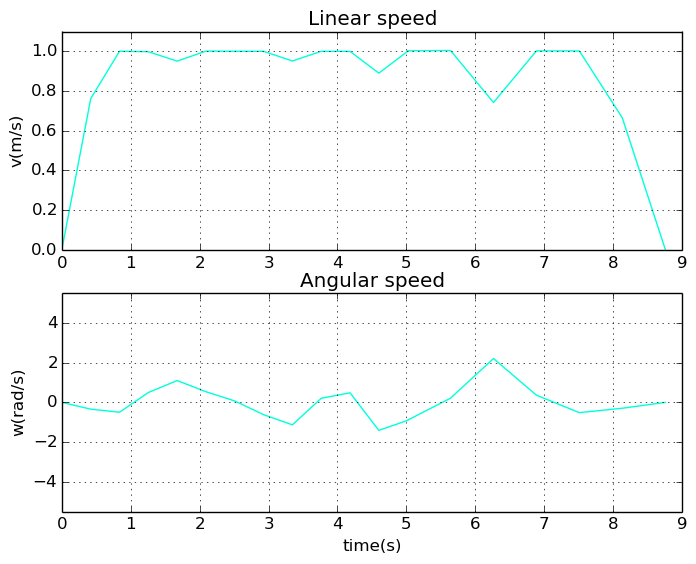 Linear speed
1.0
0.8
0.6
0.4
0.2
0.0
v(m/s)
0 1 2 3 4 5 6 7 8 9
Angular speed
4
2
0
−2
−4
w(rad/s)
0 1 2 3 4 5 6 7 8 9
time(s)